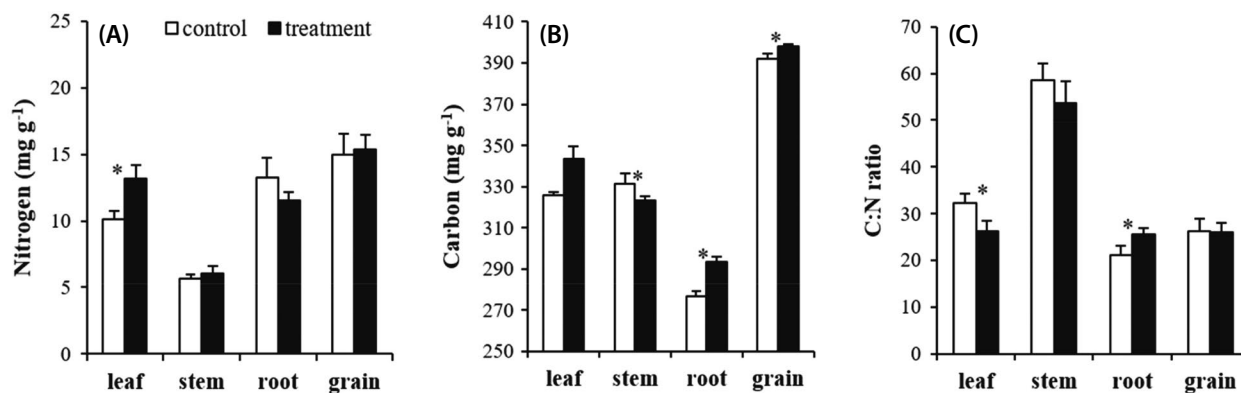 (A)
control
treatment
Nitrogen (mg g-1)
25
20
15
10
5
0
*
leaf
stem
root
grain
(B)
Carbon (mg g-1)
410
390
370
350
330
310
290
270
250
*
*
*
leaf
stem
root
grain
(C)
C:N ratio
70
60
50
40
30
20
10
0
*
*
leaf
stem
root
grain